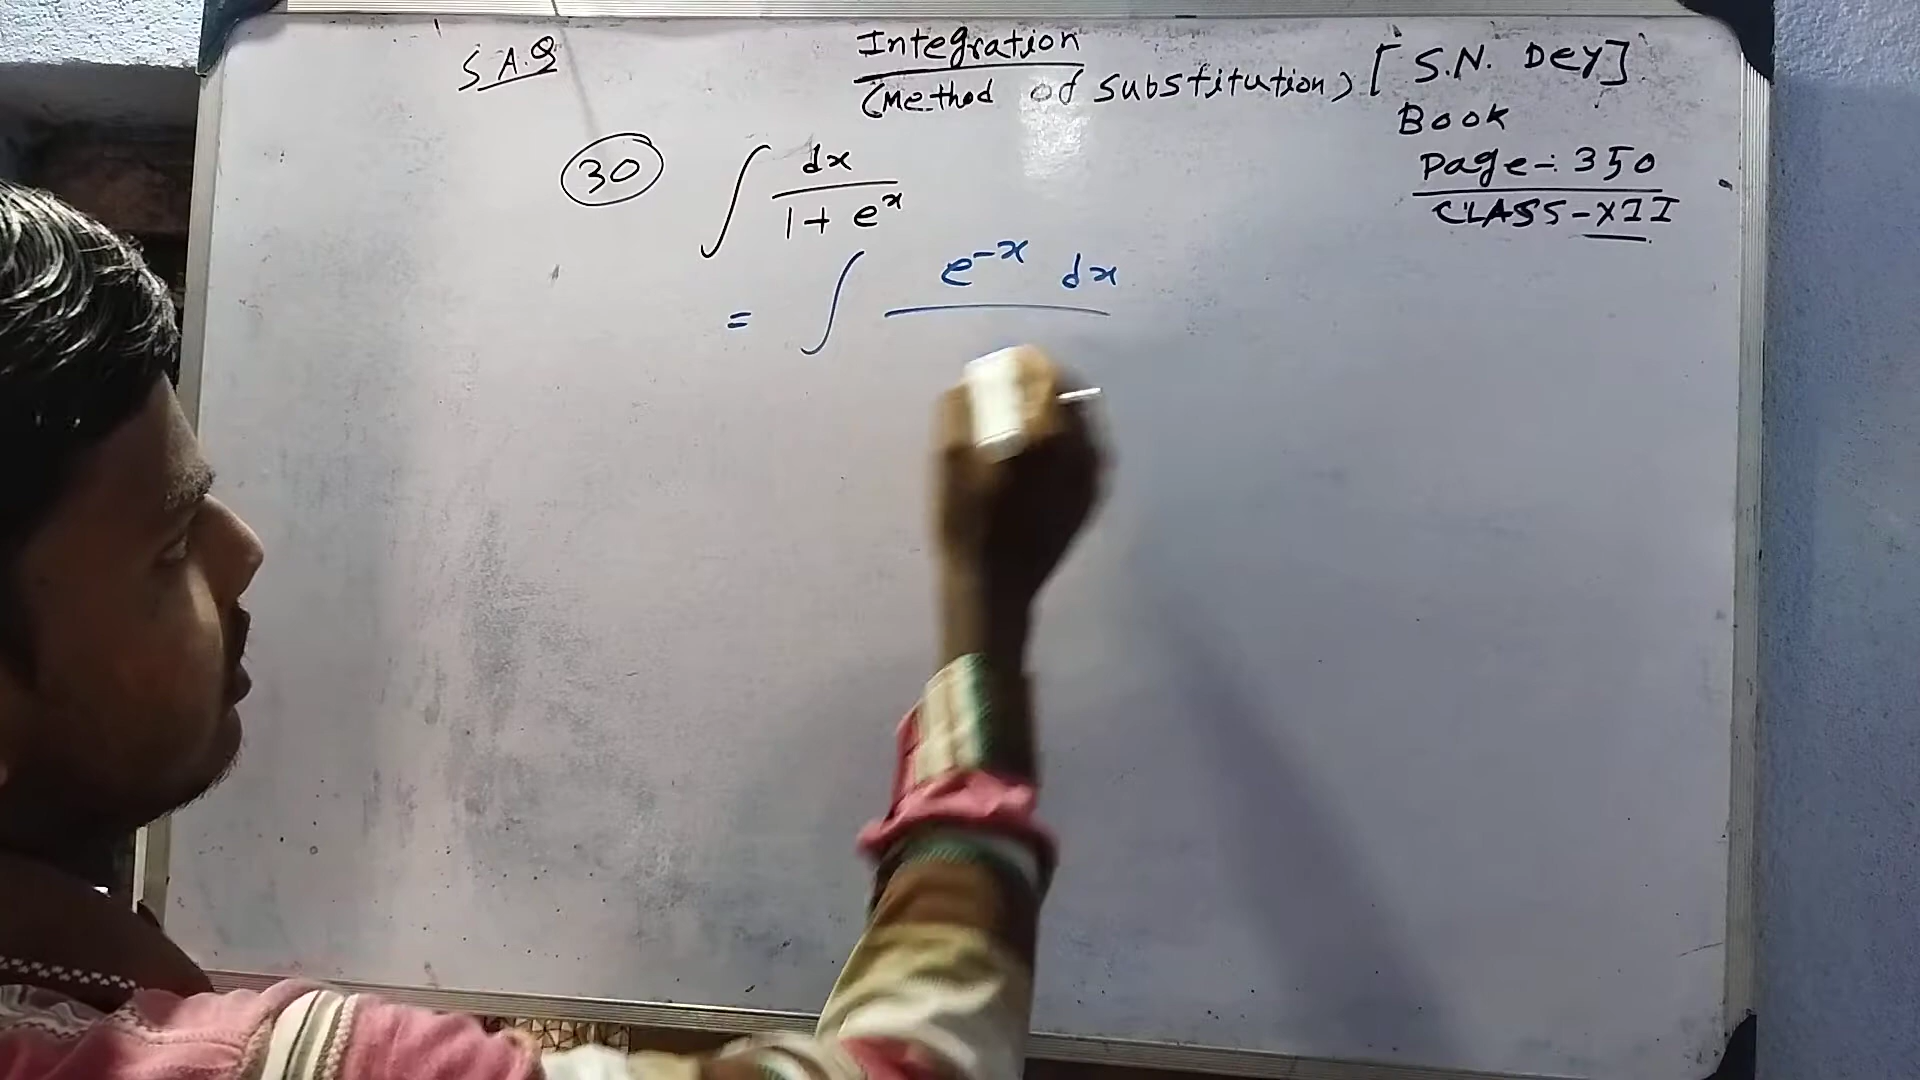 S.A.Q
Integration
(Method of substitution) [S.N. DEY]
Book
Page-: 350
CLASS-XII
30 ∫ dx / 1 + e^x
= ∫ e^-x dx /